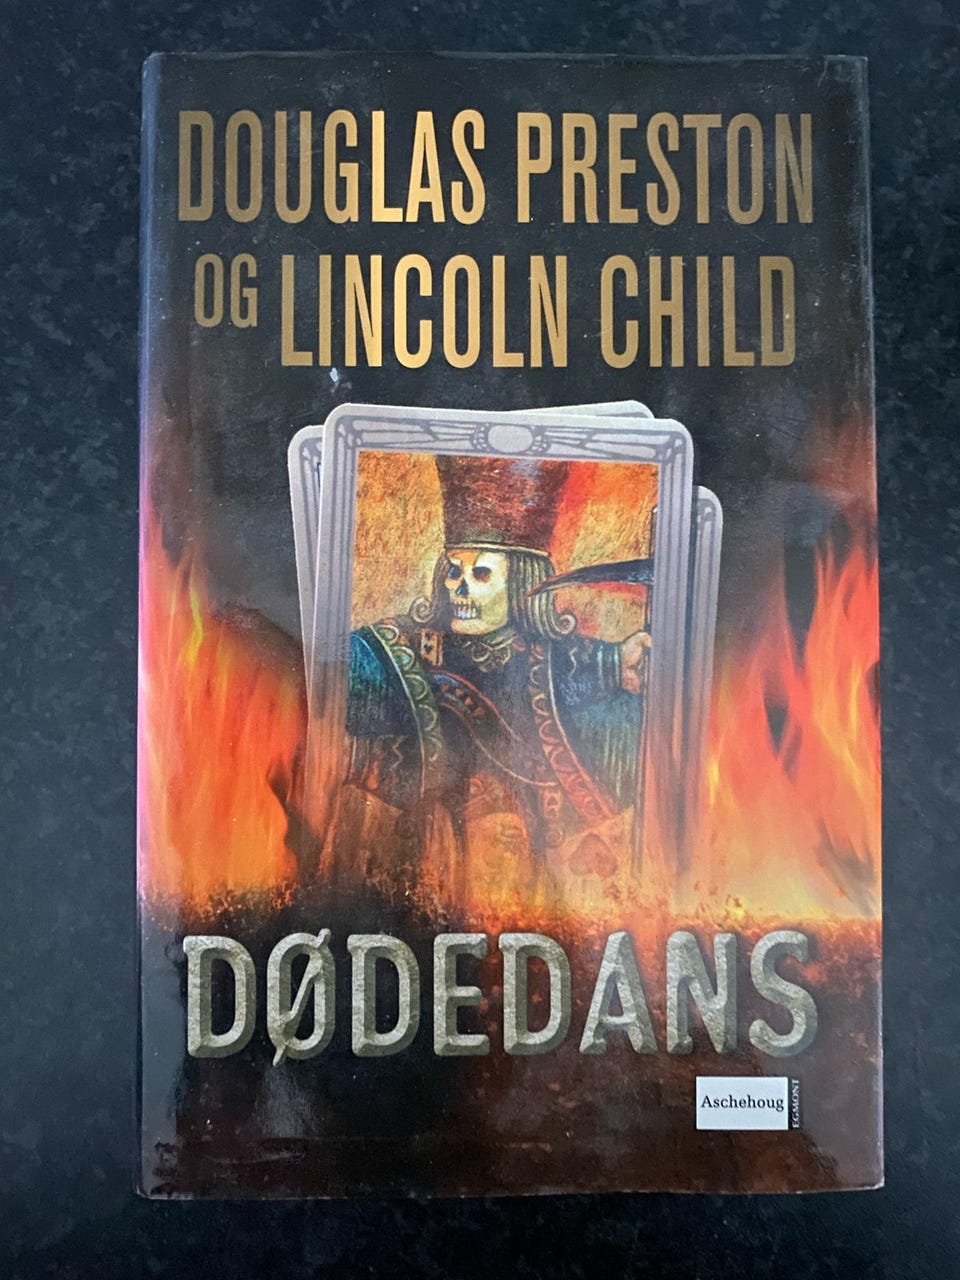 DOUGLAS PRESTON
OG LINCOLN CHILD
DØDEDANS
Aschehoug
EGMONT